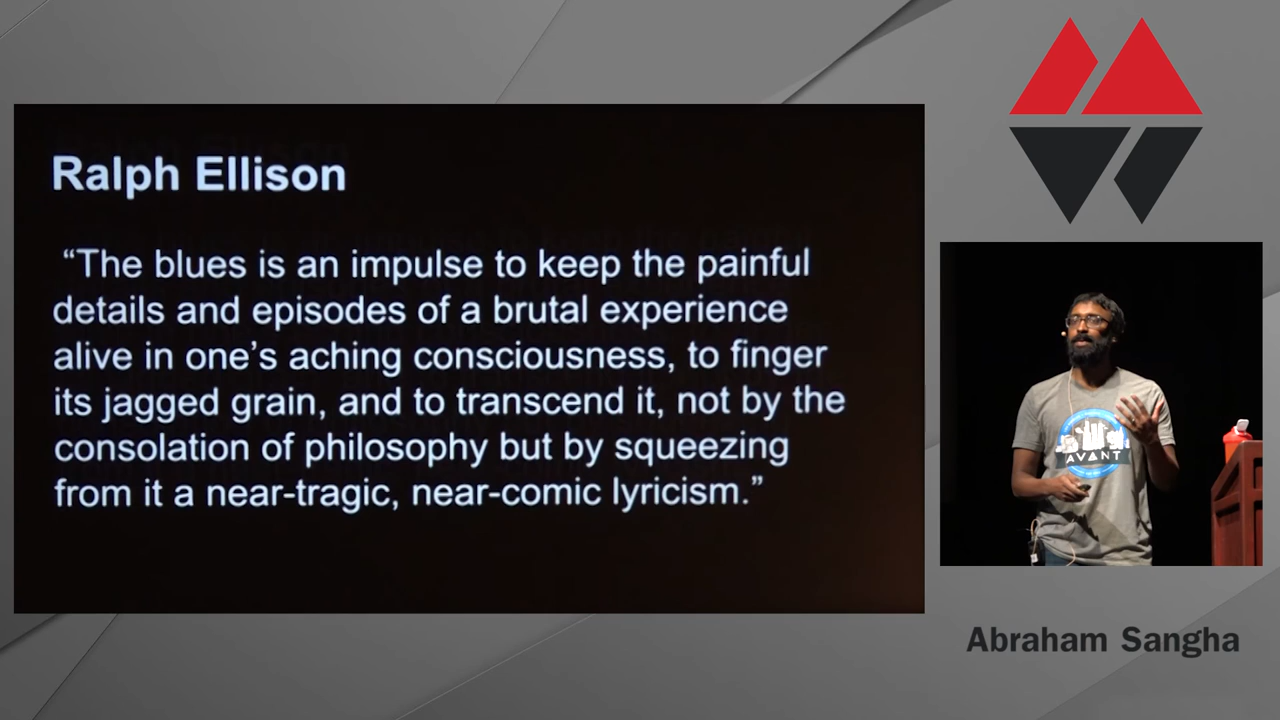 Ralph Ellison
“The blues is an impulse to keep the painful
details and episodes of a brutal experience
alive in one’s aching consciousness, to finger
its jagged grain, and to transcend it, not by the
consolation of philosophy but by squeezing
from it a near-tragic, near-comic lyricism.”
AVANT
Abraham Sangha